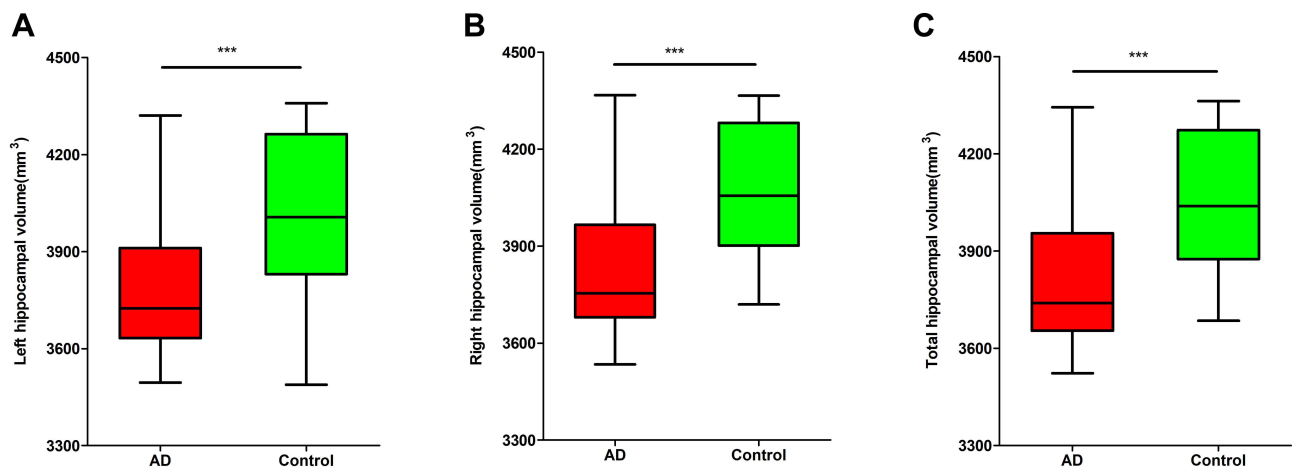 A
***
Left hippocampal volume(mm³)
4500
4200
3900
3600
3300
AD Control
B
***
Right hippocampal volume(mm³)
4500
4200
3900
3600
3300
AD Control
C
***
Total hippocampal volume(mm³)
4500
4200
3900
3600
3300
AD Control